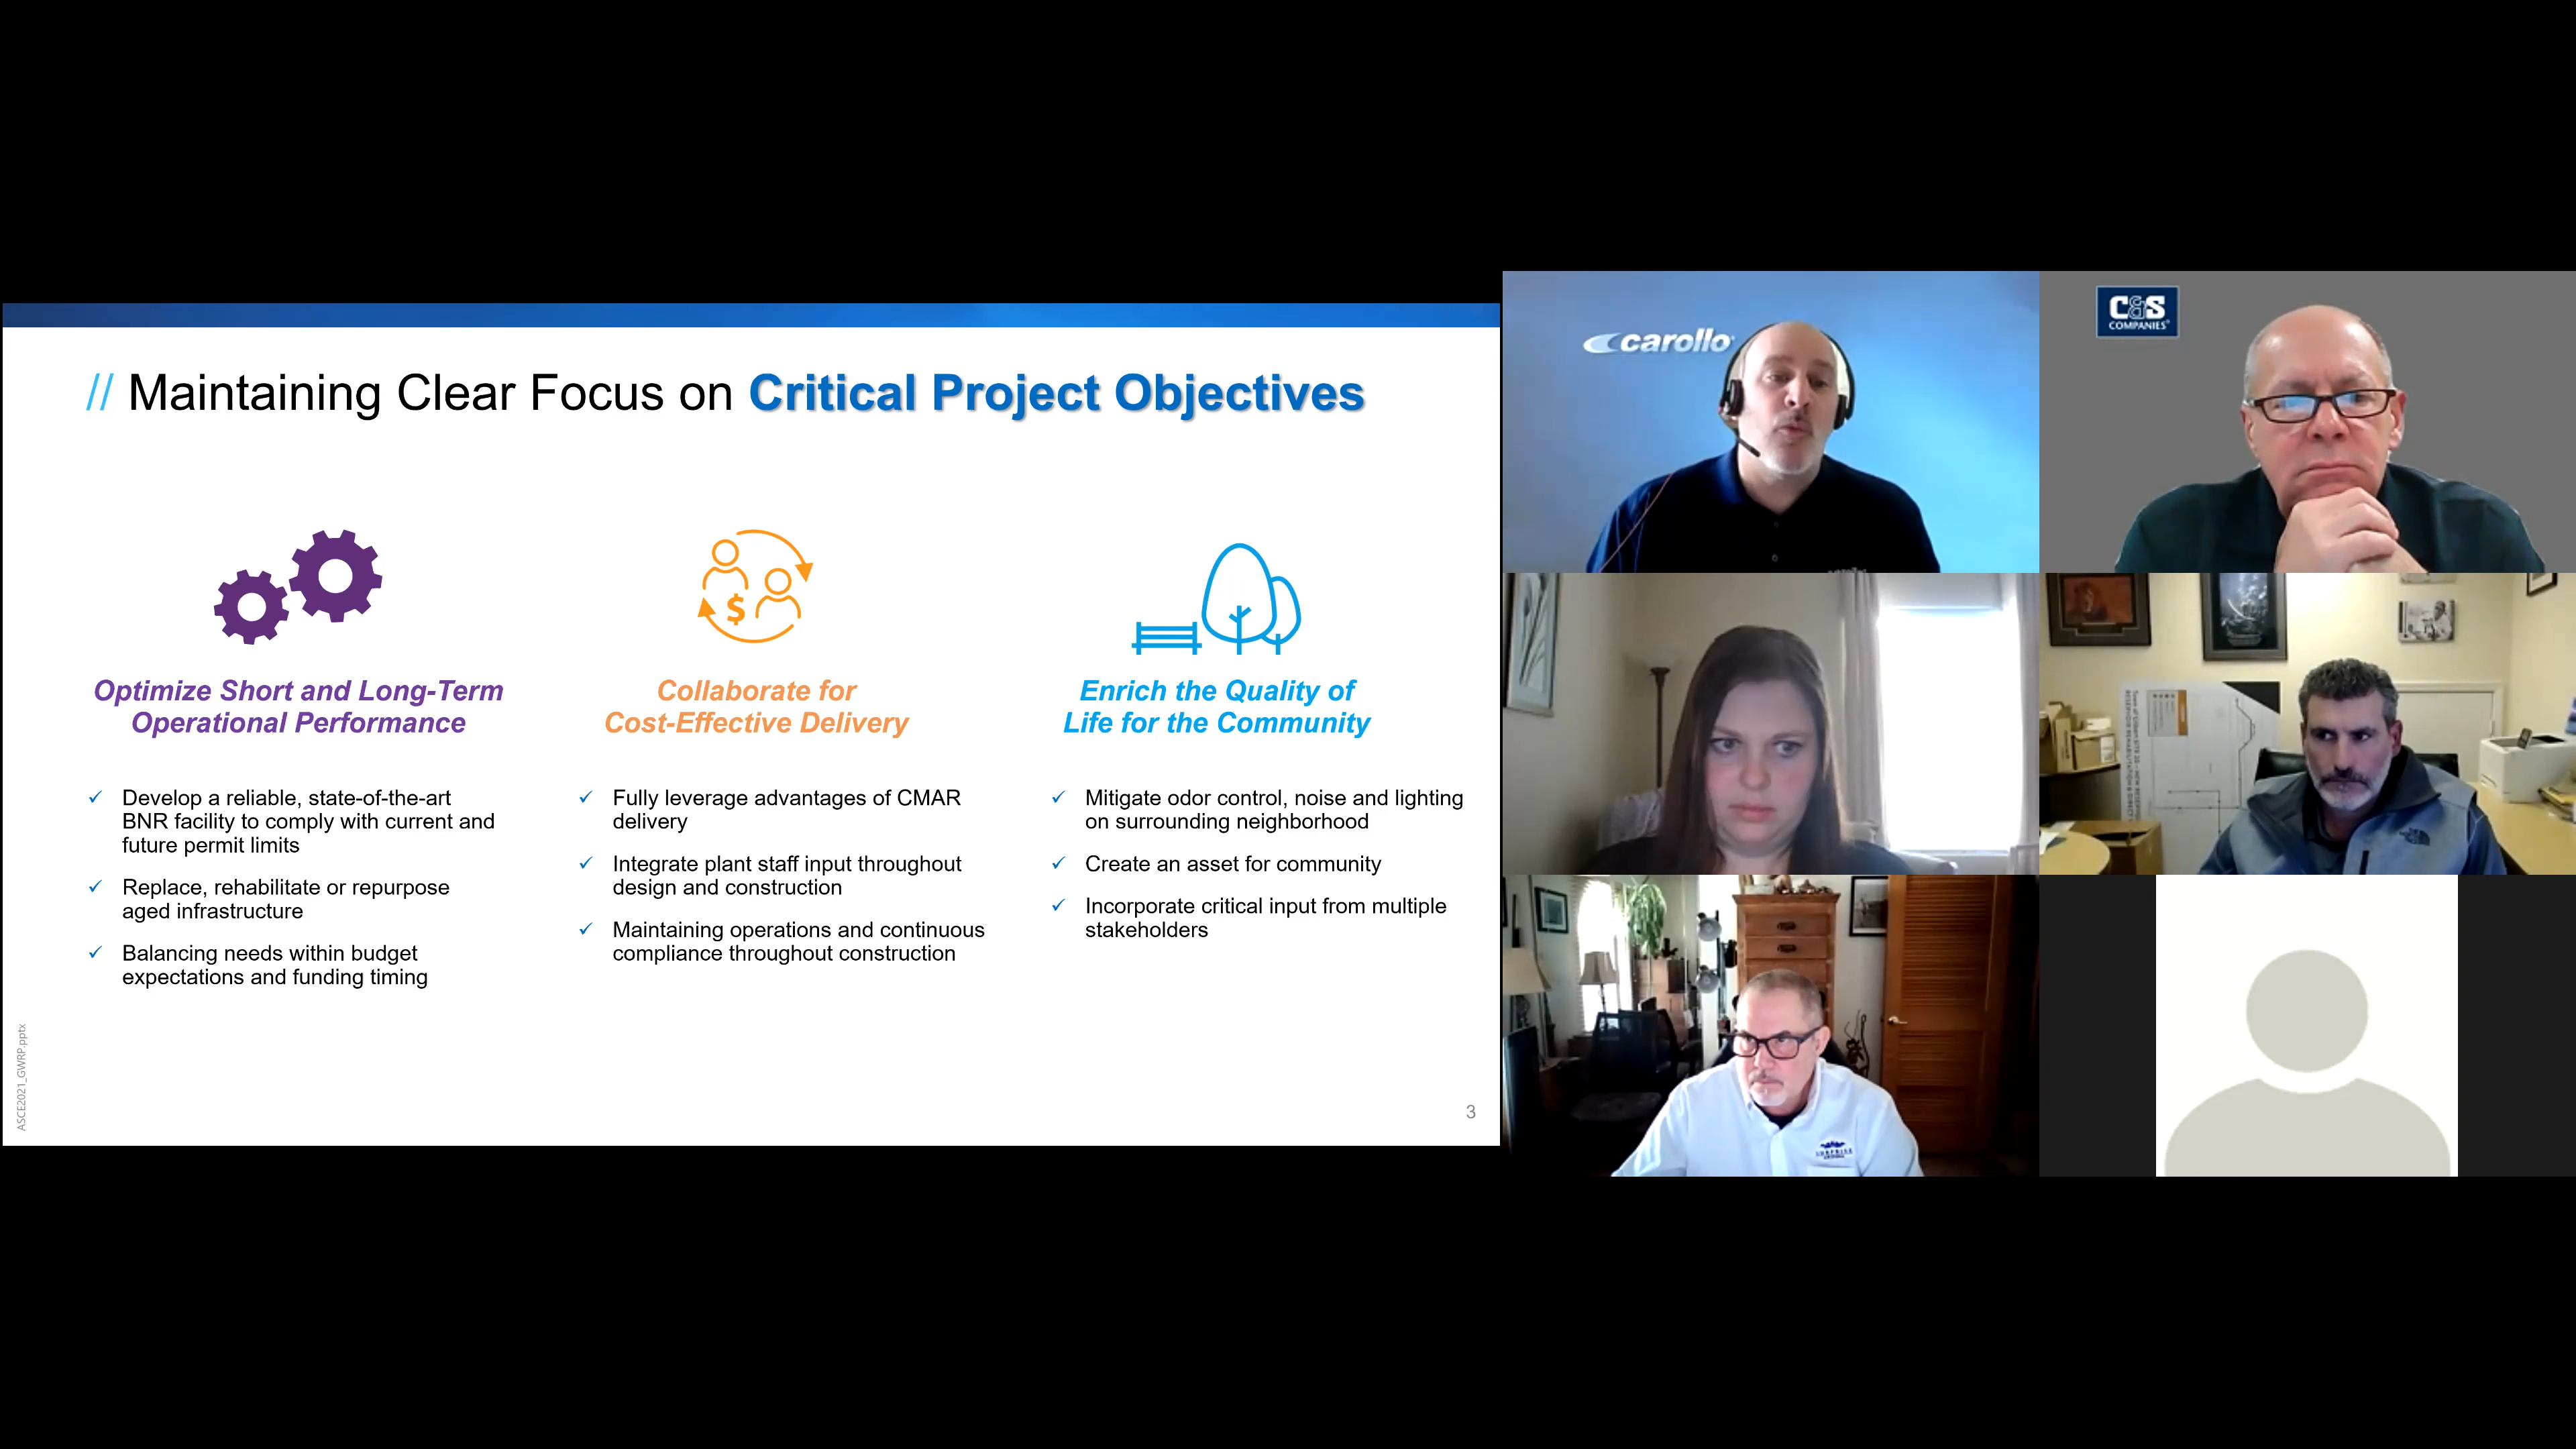 // Maintaining Clear Focus on Critical Project Objectives
Optimize Short and Long-Term
Operational Performance
✓ Develop a reliable, state-of-the-art
BNR facility to comply with current and
future permit limits
✓ Replace, rehabilitate or repurpose
aged infrastructure
✓ Balancing needs within budget
expectations and funding timing
$
Collaborate for
Cost-Effective Delivery
✓ Fully leverage advantages of CMAR
delivery
✓ Integrate plant staff input throughout
design and construction
✓ Maintaining operations and continuous
compliance throughout construction
Enrich the Quality of
Life for the Community
✓ Mitigate odor control, noise and lighting
on surrounding neighborhood
✓ Create an asset for community
✓ Incorporate critical input from multiple
stakeholders
ASCE2021_GWRP.pptx
3
carollo
C&S
COMPANIES
SURPRISE